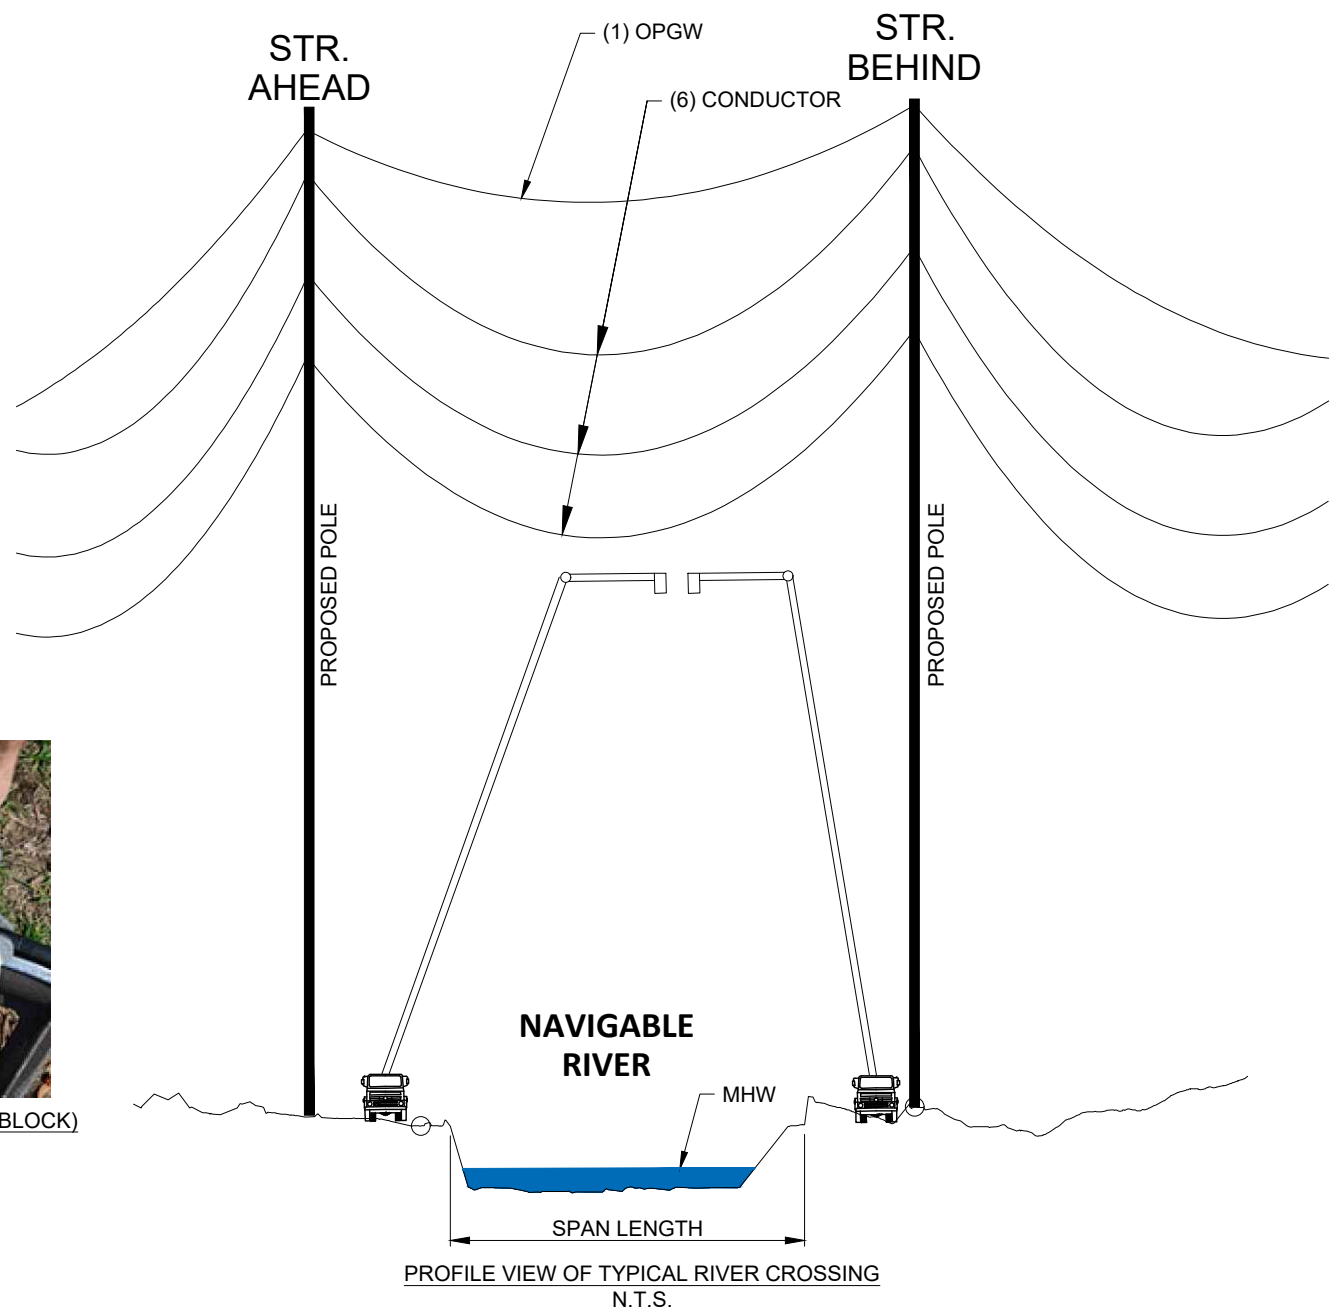 (1) OPGW
STR.
AHEAD
STR.
BEHIND
(6) CONDUCTOR
PROPOSED POLE
PROPOSED POLE
NAVIGABLE
RIVER
MHW
BLOCK)
SPAN LENGTH
PROFILE VIEW OF TYPICAL RIVER CROSSING
N.T.S.